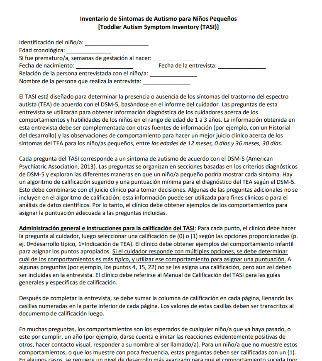 Inventario de Síntomas de Autismo para Niños Pequeños
[Toddler Autism Symptom Inventory (TASI)]
Identificación del niño/a: ____________________
Edad cronológica: ____________________
Si fue prematuro/a, semanas de gestación al nacer: ____________________
Fecha de nacimiento: ____________________ Fecha de la entrevista: ____________________
Relación de la persona entrevistada con el niño/a: ____________________
Nombre de la persona que realiza la entrevista: ____________________
El TASI está diseñado para determinar la presencia o ausencia de los síntomas del trastorno del espectro
autista (TEA) de acuerdo con el DSM-5, basándose en el informe del cuidador. Las preguntas de esta
entrevista se utilizarán para obtener información diagnóstica de los cuidadores acerca de los
comportamientos y habilidades de los niños en el rango de edad de 1 a 3 años. La información obtenida en
esta entrevista debe ser complementada con otras fuentes de información (por ejemplo, con un Historial
del desarrollo) y las observaciones de comportamiento para hacer un mejor juicio clínico acerca de los
síntomas del TEA para los niño/as pequeños, entre las edades de 12 meses, 0 días y 36 meses, 30 días.
Cada pregunta del TASI corresponde a un síntoma de autismo de acuerdo con el DSM-5 (American
Psychiatric Association, 2013). Las preguntas se organizan en secciones basadas en los criterios diagnósticos
de DSM-5 y exploran las diferentes maneras en que un niño/a pequeño podría mostrar cada síntoma. Hay
un algoritmo de calificación sugerido y una puntuación mínima para el diagnóstico del TEA según el DSM-5.
Esto debe combinarse con el juicio clínico para tomar decisiones. Algunas de las preguntas adicionales no se
incluyen en el algoritmo de calificación; esta información puede ser utilizada para fines clínicos o para el
análisis de datos científicos. Por lo tanto, el clínico debe obtener ejemplos de los comportamientos para
asignar la puntuación adecuada a las preguntas incluidas.
Administración general e instrucciones para la calificación del TASI: Para cada punto, el clínico debe hacer
la pregunta al cuidador, luego seleccionar una calificación de (0) o (1) según las opciones proporcionadas (p.
ej, 0=desarrollo típico, 1=indicación de TEA). El clínico debe obtener ejemplos del comportamiento infantil
para asignar los puntos apropiados. Si el cuidador responde con múltiples opciones, se debe determinar
cuál de los comportamientos es más típico, y utilizar ese comportamiento para asignar una puntuación. A
algunas preguntas (por ejemplo, los puntos 4, 15, 22) no se les asigna una calificación, pero aun así deben
ser incluidas en la entrevista. El clínico debe referirse al Manual de Calificación del TASI para las guías
generales y específicas de calificación.
Después de completar la entrevista, se debe sumar la columna de calificación en cada página, llenando las
casillas numeradas en la parte inferior de cada página. Los valores de estas casillas deben ser transcritos al
documento de calificación luego.
En muchas preguntas, los comportamientos son los esperados de cualquier niño/a que ya haya pasado, o
este por cumplir, un año (por ejemplo, darse cuenta e imitar las reacciones evidentemente positivas de
otros, hacer contacto visual, responder a su nombre al ser llamado/a). Para un niño/a que no muestre estos
comportamientos, o que los muestre con poca frecuencia, estas preguntas deben ser calificadas con un (1).